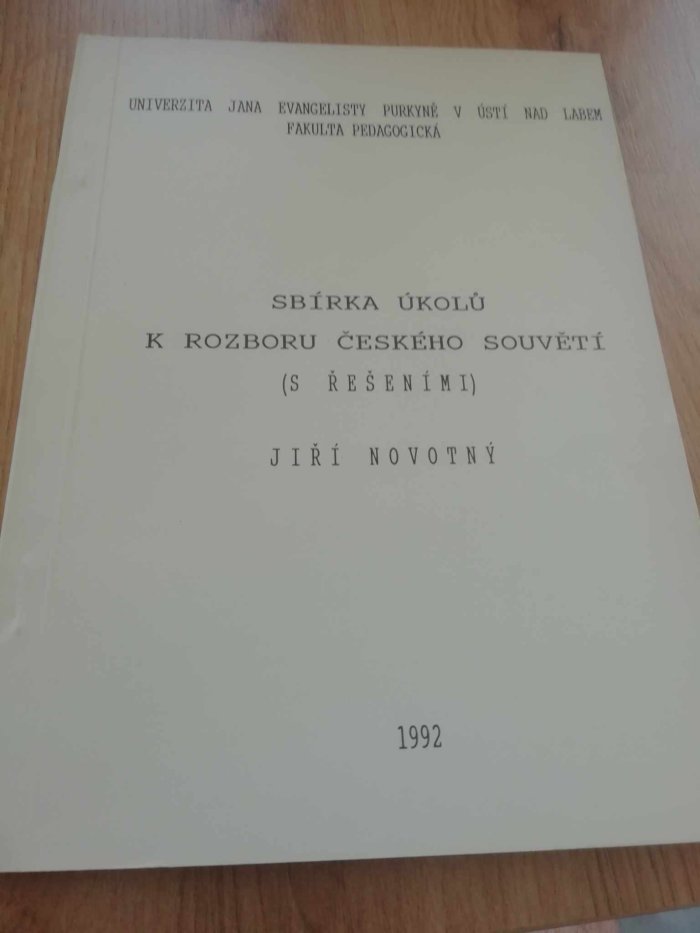 UNIVERZITA JANA EVANGELISTY PURKYNĚ V ÚSTÍ NAD LABEM
FAKULTA PEDAGOGICKÁ
SBÍRKA ÚKOLŮ
K ROZBORU ČESKÉHO SOUVĚTÍ
(S ŘEŠENÍMI)
JIŘÍ NOVOTNÝ
1992